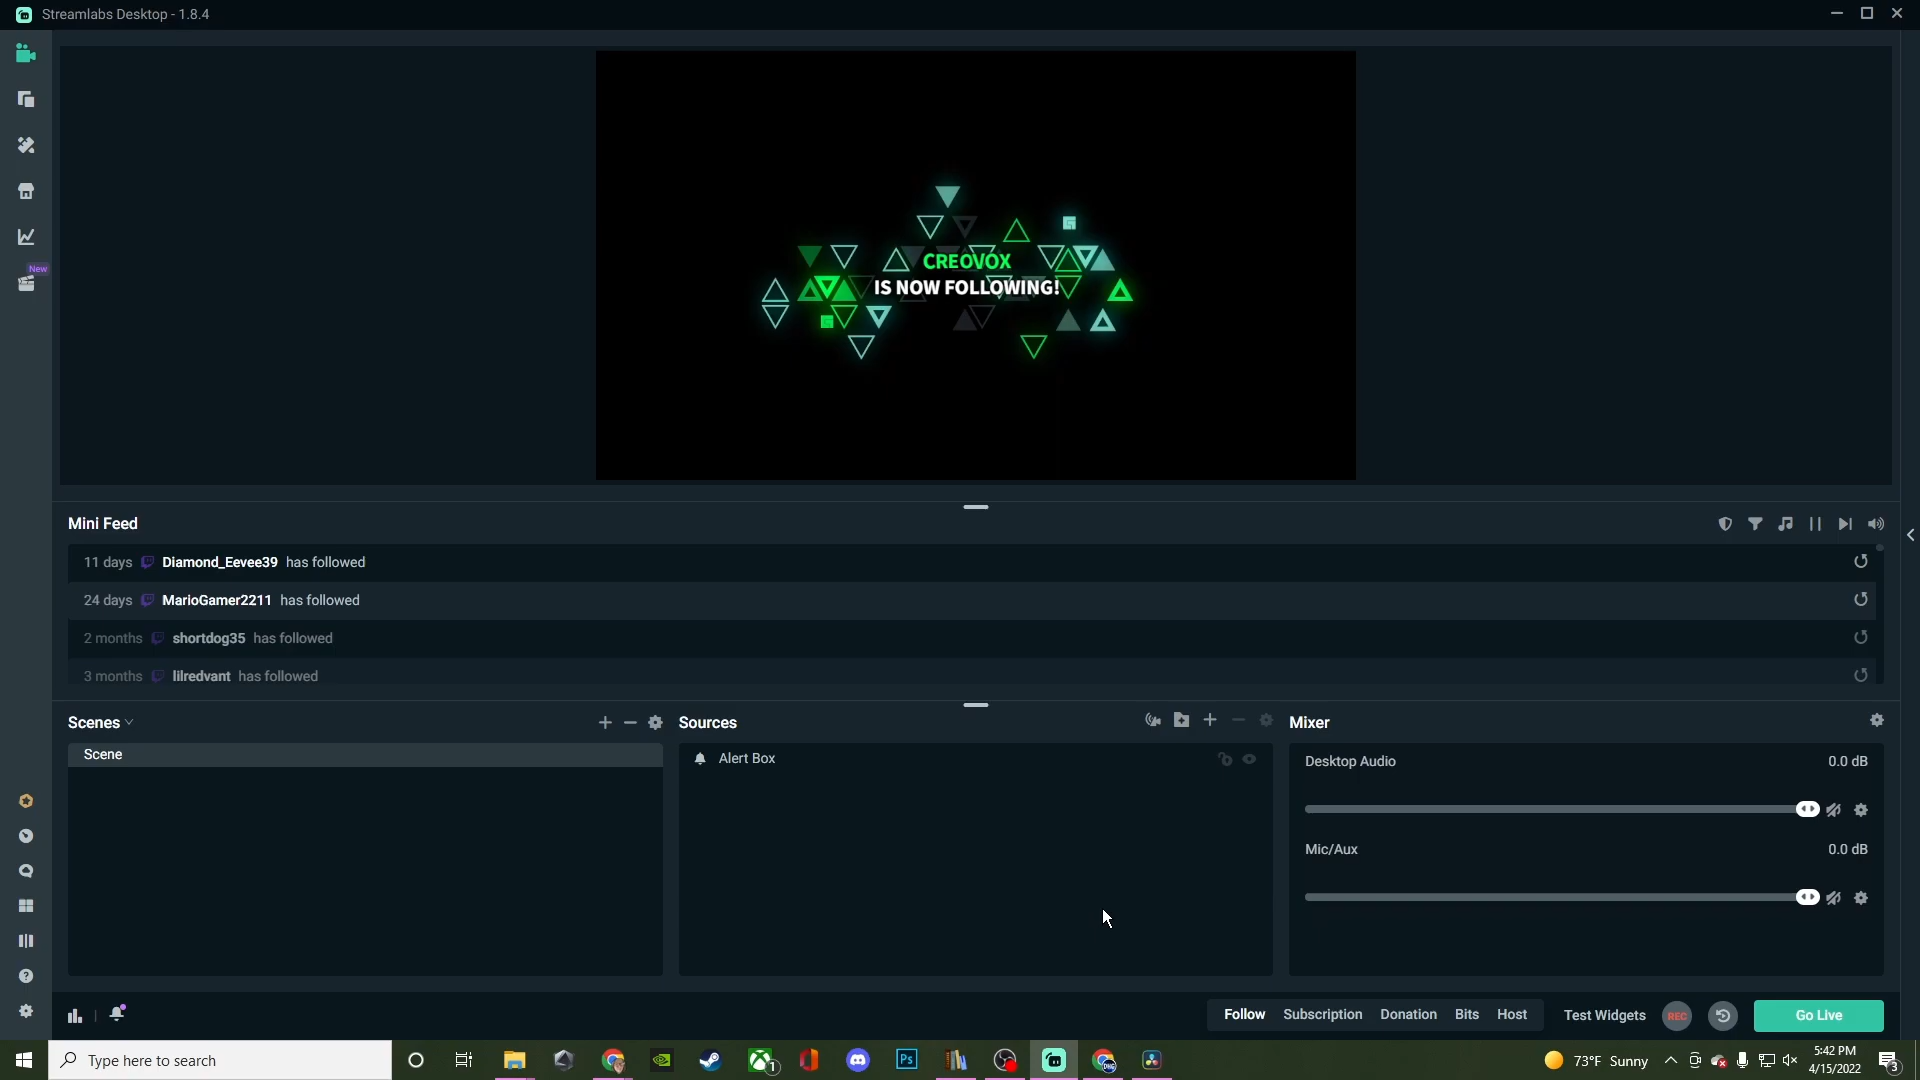 Streamlabs Desktop - 1.8.4
New
CREOVOX
IS NOW FOLLOWING!
Mini Feed
11 days Diamond_Eevee39 has followed
24 days MarioGamer2211 has followed
2 months shortdog35 has followed
3 months lilredvant has followed
Scenes
Scene
Sources
Alert Box
Mixer
Desktop Audio 0.0 dB
Mic/Aux 0.0 dB
Follow Subscription Donation Bits Host Test Widgets REC Go Live
Type here to search
1
Ps
73°F Sunny
5:42 PM
4/15/2022
3